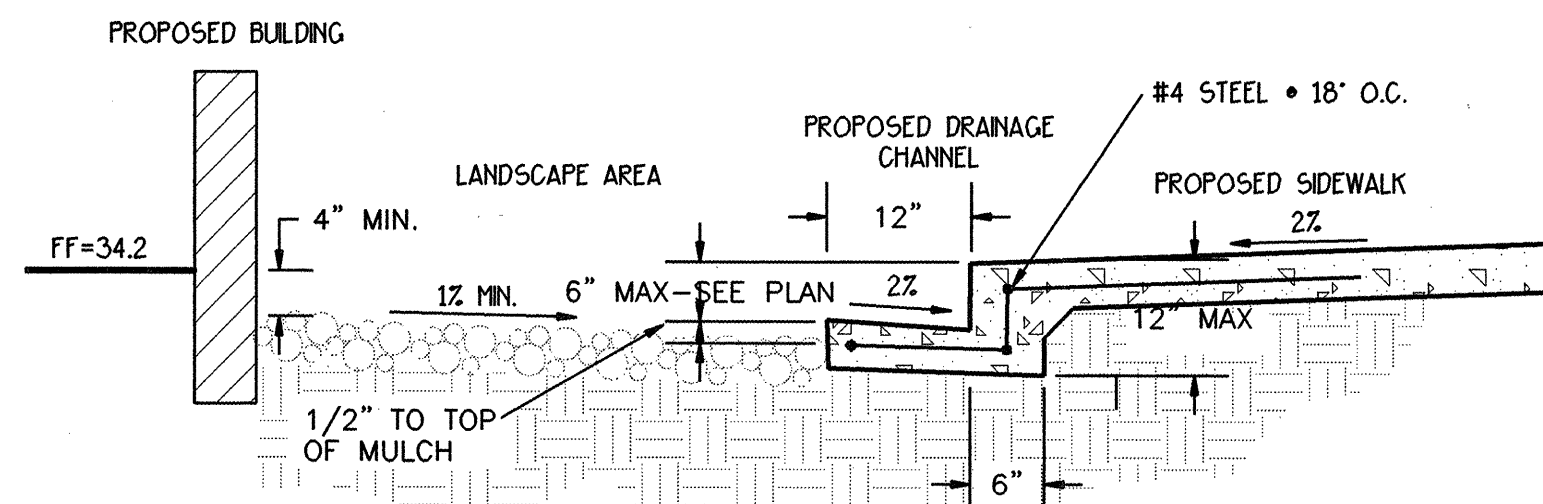 PROPOSED BUILDING
#4 STEEL • 18" O.C.
PROPOSED DRAINAGE
CHANNEL
LANDSCAPE AREA
PROPOSED SIDEWALK
4" MIN.
12"
2%
FF=34.2
1% MIN.
6" MAX-SEE PLAN
2%
12" MAX
1/2" TO TOP
OF MULCH
6"